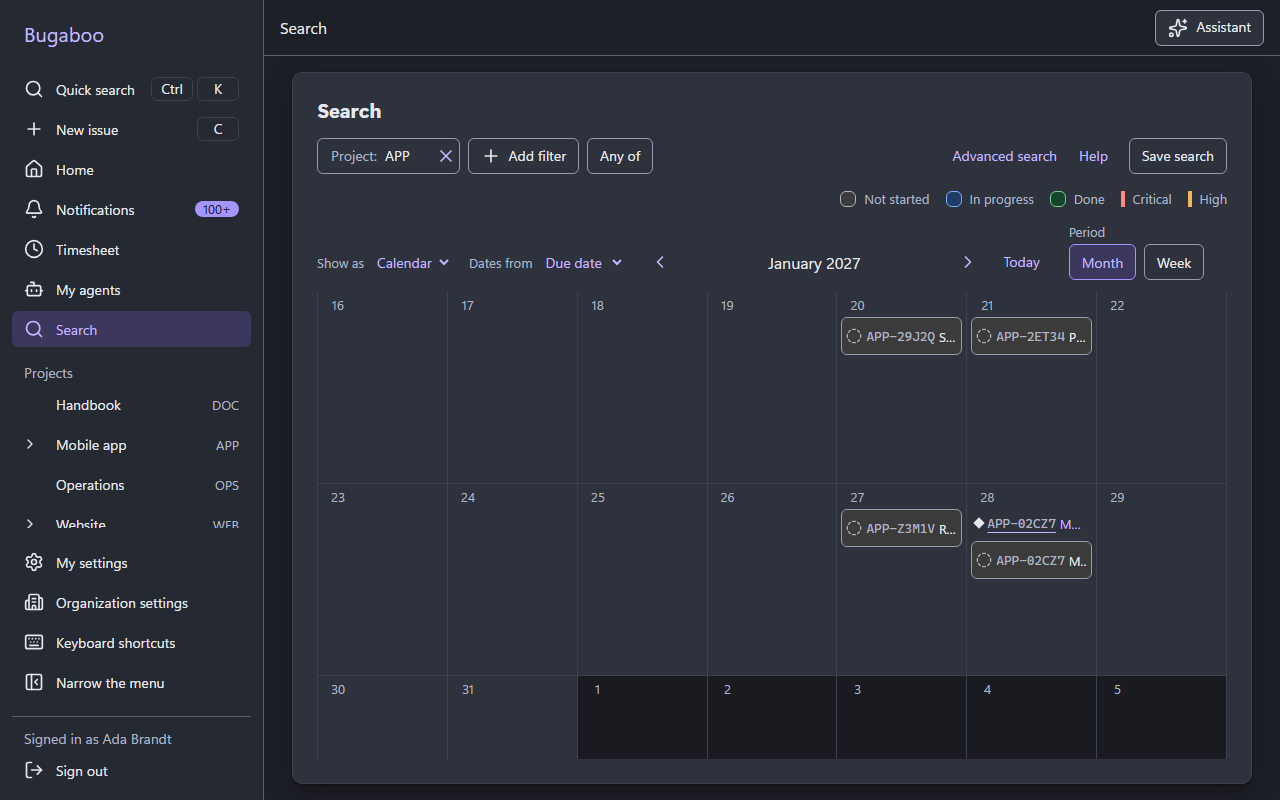 Bugaboo
Search
Assistant
Quick search Ctrl K
New issue C
Home
Notifications 100+
Timesheet
My agents
Search
Projects
Handbook DOC
Mobile app APP
Operations OPS
Website WEB
My settings
Organization settings
Keyboard shortcuts
Narrow the menu
Signed in as Ada Brandt
Sign out
Search
Project: APP
Add filter
Any of
Advanced search
Help
Save search
Not started
In progress
Done
Critical
High
Show as Calendar
Dates from Due date
January 2027
Today
Period
Month
Week
16 17 18 19 20 21 22
APP-29J2Q S...
APP-2ET34 P...
23 24 25 26 27 28 29
APP-Z3M1V R...
APP-02CZ7 M...
APP-02CZ7 M...
30 31 1 2 3 4 5